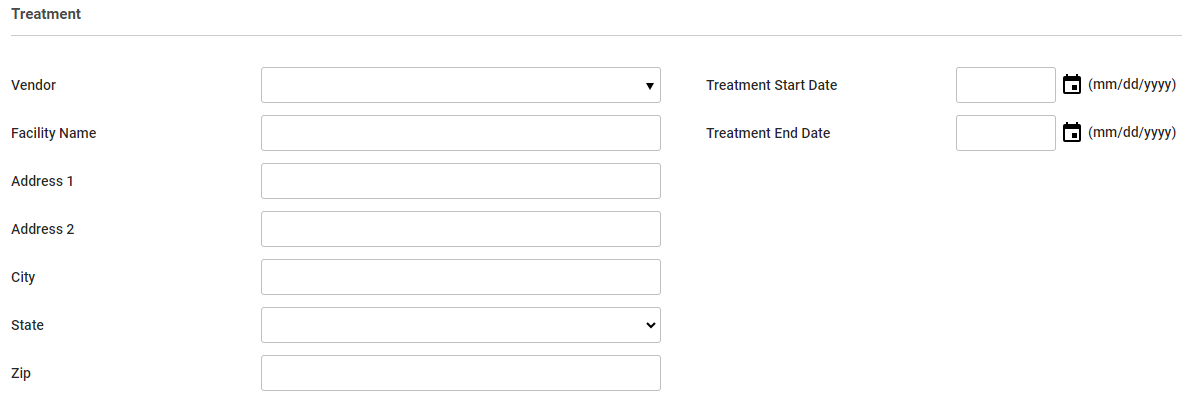 Treatment
Vendor
Facility Name
Address 1
Address 2
City
State
Zip
Treatment Start Date (mm/dd/yyyy)
Treatment End Date (mm/dd/yyyy)